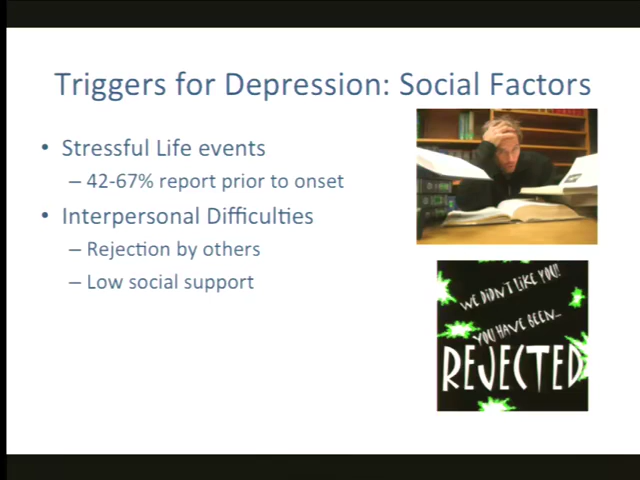 Triggers for Depression: Social Factors
• Stressful Life events
– 42-67% report prior to onset
• Interpersonal Difficulties
– Rejection by others
– Low social support
WE DIDN'T LIKE YOU!!
YOU HAVE BEEN...
REJECTED